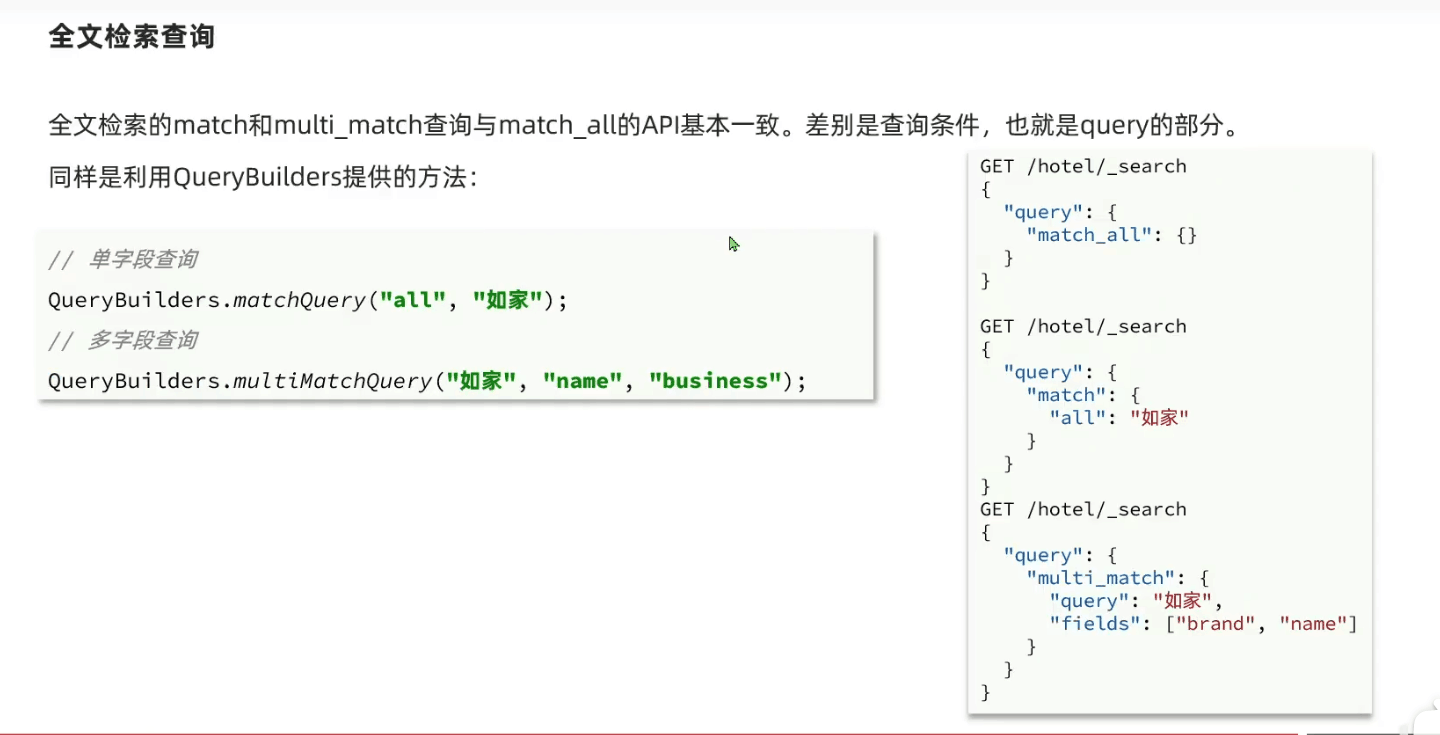 全文检索查询
全文检索的match和multi_match查询与match_all的API基本一致。差别是查询条件，也就是query的部分。
同样是利用QueryBuilders提供的方法：
// 单字段查询
QueryBuilders.matchQuery("all", "如家");
// 多字段查询
QueryBuilders.multiMatchQuery("如家", "name", "business");
GET /hotel/_search
{
  "query": {
    "match_all": {}
  }
}
GET /hotel/_search
{
  "query": {
    "match": {
      "all": "如家"
    }
  }
}
GET /hotel/_search
{
  "query": {
    "multi_match": {
      "query": "如家",
      "fields": ["brand", "name"]
    }
  }
}